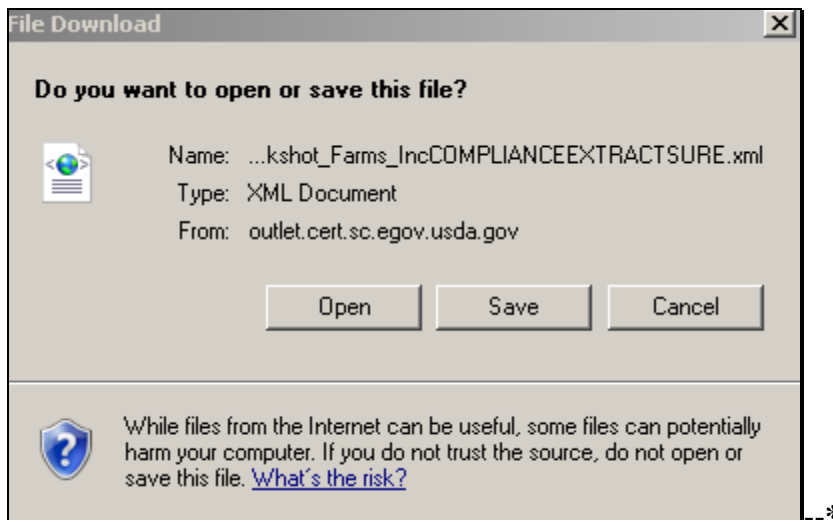 File Download
Do you want to open or save this file?
Name: ...kshot_Farms_IncCOMPLIANCEEXTRACTSURE.xml
Type: XML Document
From: outlet.cert.sc.egov.usda.gov
Open Save Cancel
While files from the Internet can be useful, some files can potentially
harm your computer. If you do not trust the source, do not open or
save this file. What's the risk?
--*